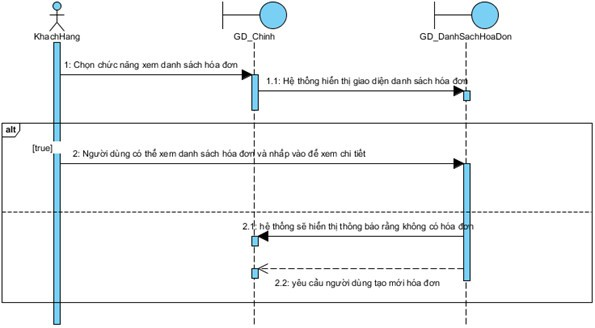 KhachHang
GD_Chinh
GD_DanhSachHoaDon
1: Chọn chức năng xem danh sách hóa đơn
1.1: Hệ thống hiển thị giao diện danh sách hóa đơn
alt
[true]
2: Người dùng có thể xem danh sách hóa đơn và nhấp vào để xem chi tiết
2.1: hệ thống sẽ hiển thị thông báo rằng không có hóa đơn
2.2: yêu cầu người dùng tạo mới hóa đơn